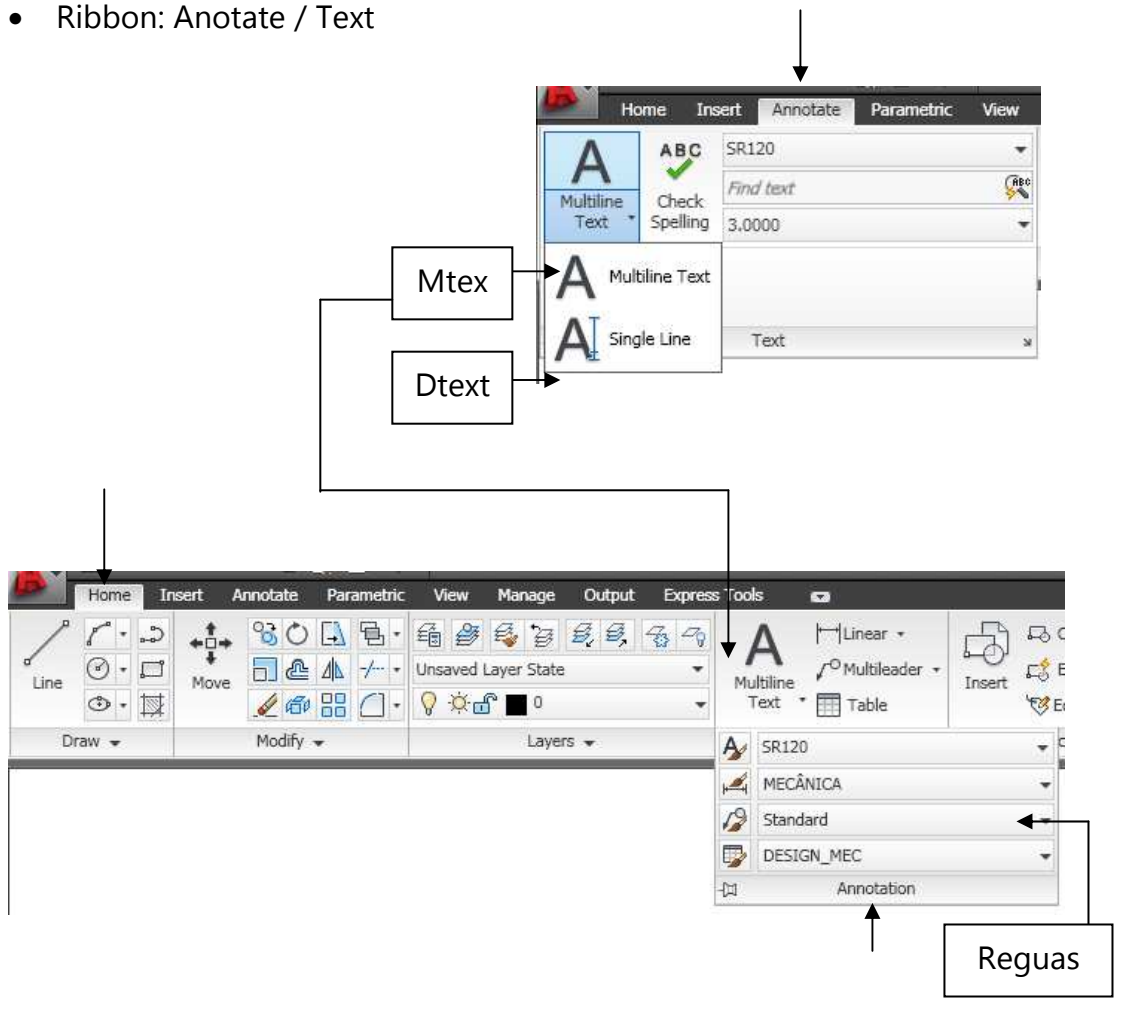 • Ribbon: Anotate / Text
Home Insert Annotate Parametric View
A ABC SR120
Find text ABC
Multiline Text Check Spelling 3.0000
Mtex
A Multiline Text
A Single Line
Text
Dtext
Home Insert Annotate Parametric View Manage Output Express Tools
Line Move Unsaved Layer State A Multiline Text Linear Insert
Multileader
0 Table
Draw Modify Layers
SR120
MECÂNICA
Standard
DESIGN_MEC
Annotation
Reguas